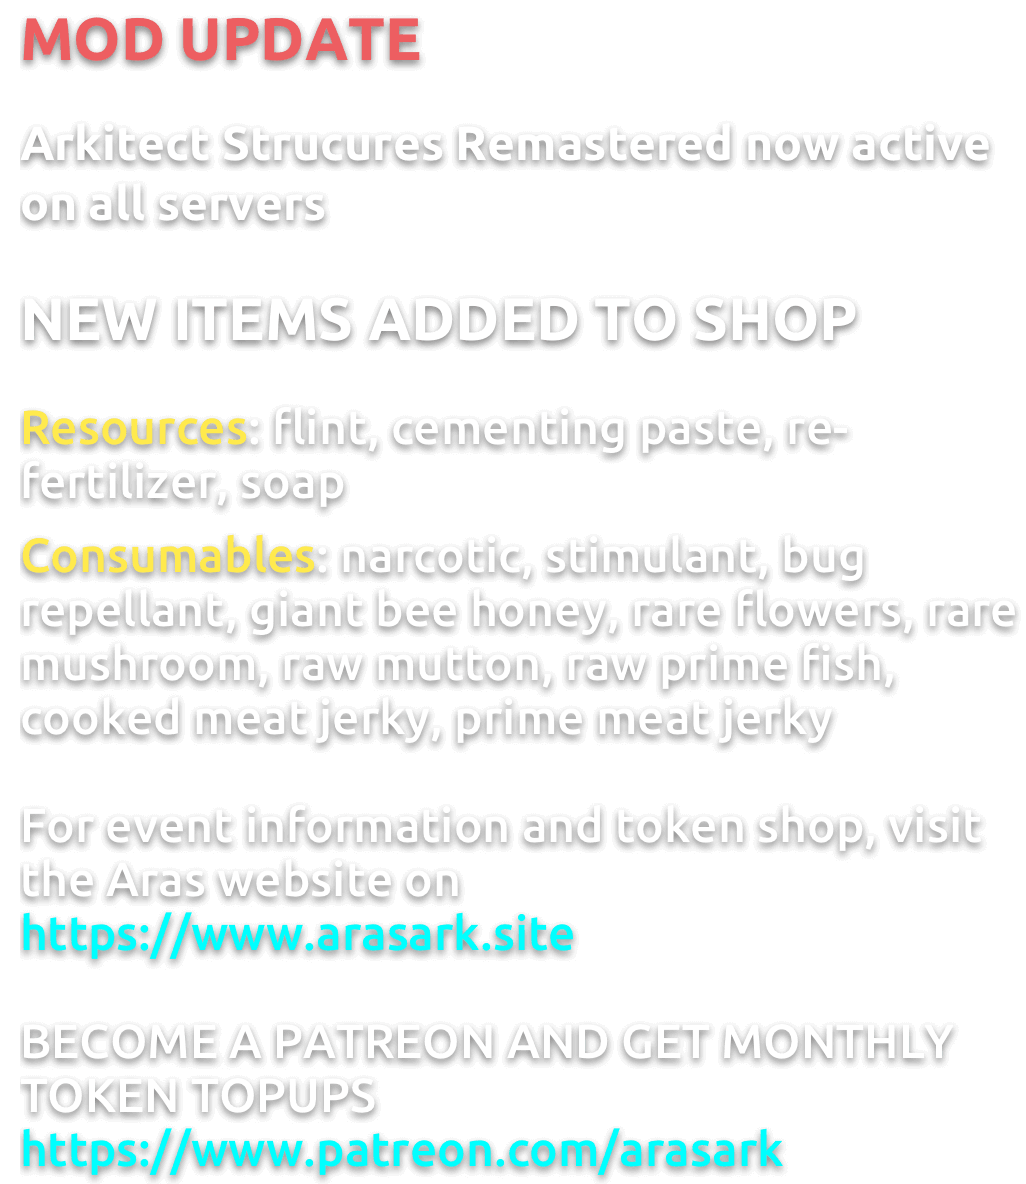 MOD UPDATE
Arkitect Strucures Remastered now active
on all servers
NEW ITEMS ADDED TO SHOP
Resources: flint, cementing paste, re-
fertilizer, soap
Consumables: narcotic, stimulant, bug
repellant, giant bee honey, rare flowers, rare
mushroom, raw mutton, raw prime fish,
cooked meat jerky, prime meat jerky
For event information and token shop, visit
the Aras website on
https://www.arasark.site
BECOME A PATREON AND GET MONTHLY
TOKEN TOPUPS
https://www.patreon.com/arasark